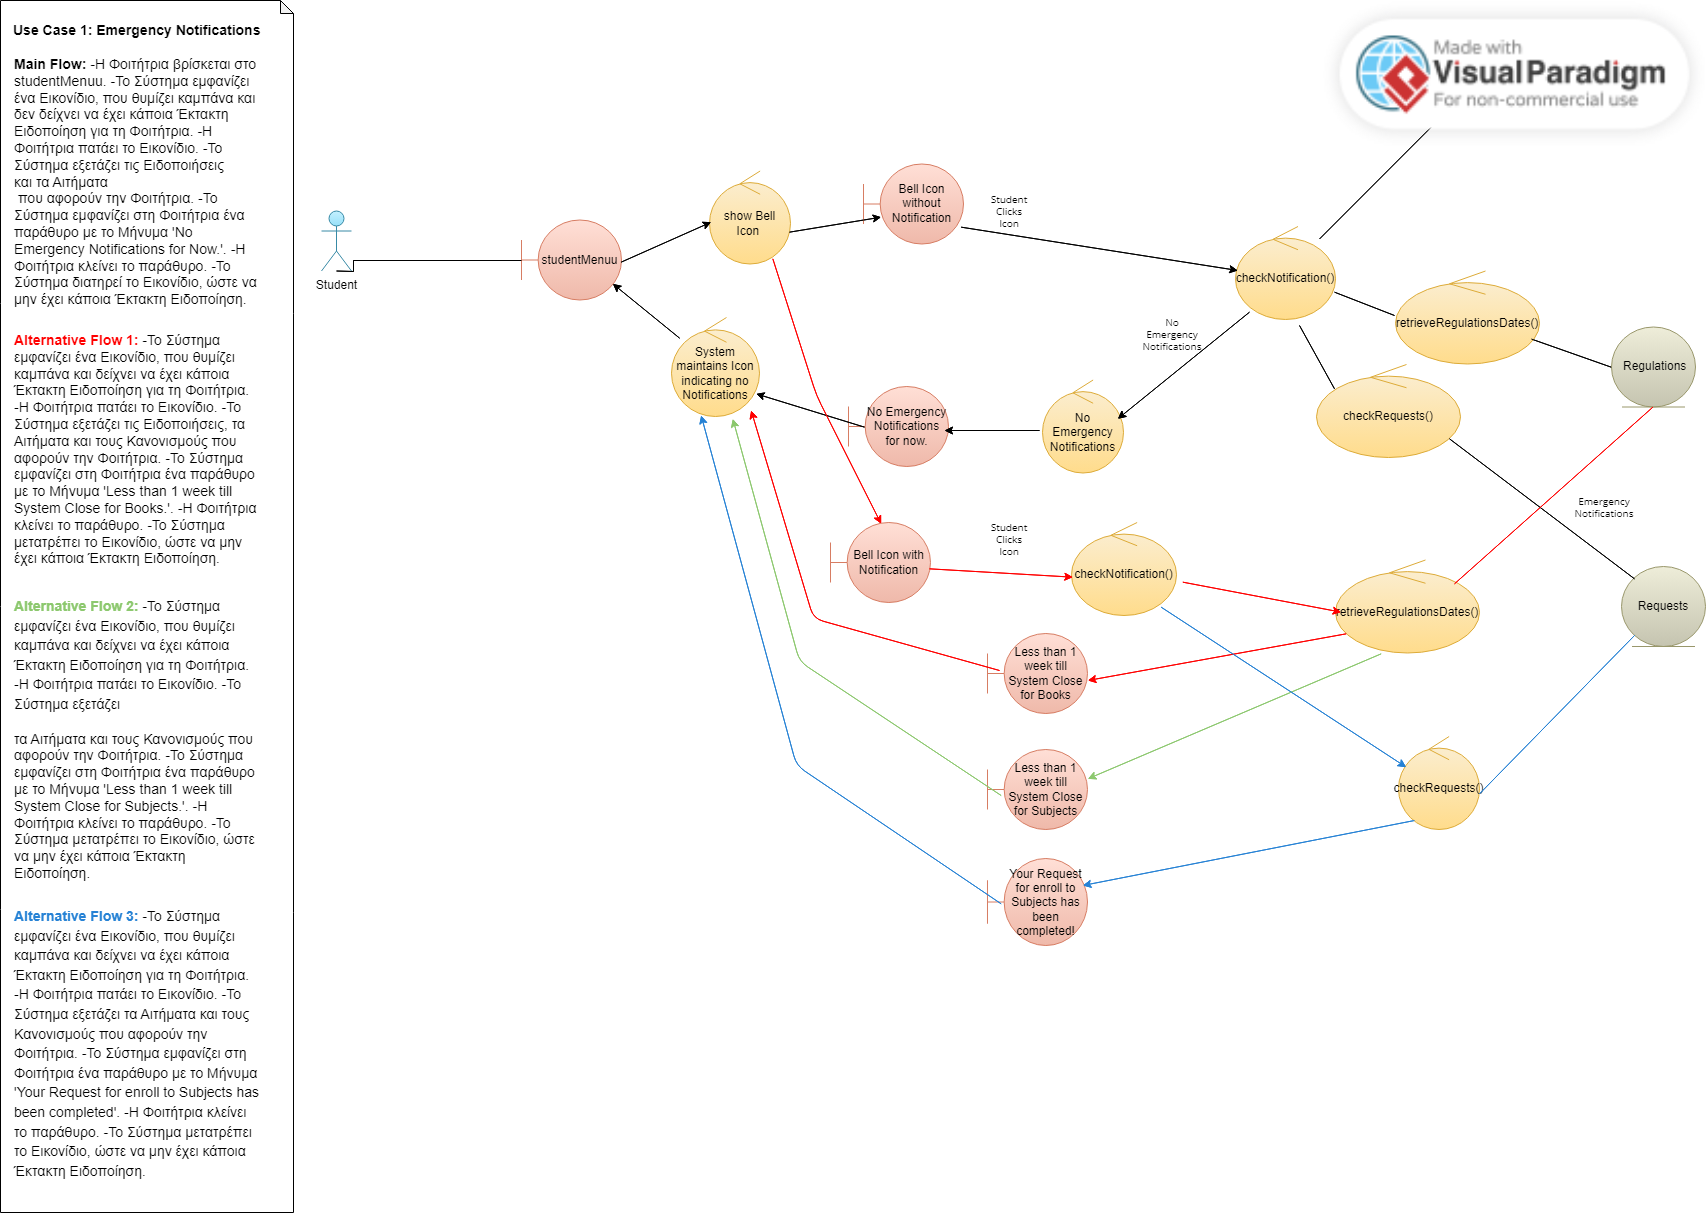 Use Case 1: Emergency Notifications
Main Flow: -Η Φοιτήτρια βρίσκεται στο
studentMenuu. -Το Σύστημα εμφανίζει
ένα Εικονίδιο, που θυμίζει καμπάνα και
δεν δείχνει να έχει κάποια Έκτακτη
Ειδοποίηση για τη Φοιτήτρια. -Η
Φοιτήτρια πατάει το Εικονίδιο. -Το
Σύστημα εξετάζει τις Ειδοποιήσεις
και τα Αιτήματα
που αφορούν την Φοιτήτρια. -Το
Σύστημα εμφανίζει στη Φοιτήτρια ένα
παράθυρο με το Μήνυμα 'No
Emergency Notifications for Now.'. -Η
Φοιτήτρια κλείνει το παράθυρο. -Το
Σύστημα διατηρεί το Εικονίδιο, ώστε να
μην έχει κάποια Έκτακτη Ειδοποίηση.
Alternative Flow 1: -Το Σύστημα
εμφανίζει ένα Εικονίδιο, που θυμίζει
καμπάνα και δείχνει να έχει κάποια
Έκτακτη Ειδοποίηση για τη Φοιτήτρια.
-Η Φοιτήτρια πατάει το Εικονίδιο. -Το
Σύστημα εξετάζει τις Ειδοποιήσεις, τα
Αιτήματα και τους Κανονισμούς που
αφορούν την Φοιτήτρια. -Το Σύστημα
εμφανίζει στη Φοιτήτρια ένα παράθυρο
με το Μήνυμα 'Less than 1 week till
System Close for Books.'. -Η Φοιτήτρια
κλείνει το παράθυρο. -Το Σύστημα
μετατρέπει το Εικονίδιο, ώστε να μην
έχει κάποια Έκτακτη Ειδοποίηση.
Alternative Flow 2: -Το Σύστημα
εμφανίζει ένα Εικονίδιο, που θυμίζει
καμπάνα και δείχνει να έχει κάποια
Έκτακτη Ειδοποίηση για τη Φοιτήτρια.
-Η Φοιτήτρια πατάει το Εικονίδιο. -Το
Σύστημα εξετάζει
τα Αιτήματα και τους Κανονισμούς που
αφορούν την Φοιτήτρια. -Το Σύστημα
εμφανίζει στη Φοιτήτρια ένα παράθυρο
με το Μήνυμα 'Less than 1 week till
System Close for Subjects.'. -Η
Φοιτήτρια κλείνει το παράθυρο. -Το
Σύστημα μετατρέπει το Εικονίδιο, ώστε
να μην έχει κάποια Έκτακτη
Ειδοποίηση.
Alternative Flow 3: -Το Σύστημα
εμφανίζει ένα Εικονίδιο, που θυμίζει
καμπάνα και δείχνει να έχει κάποια
Έκτακτη Ειδοποίηση για τη Φοιτήτρια.
-Η Φοιτήτρια πατάει το Εικονίδιο. -Το
Σύστημα εξετάζει τα Αιτήματα και τους
Κανονισμούς που αφορούν την
Φοιτήτρια. -Το Σύστημα εμφανίζει στη
Φοιτήτρια ένα παράθυρο με το Μήνυμα
'Your Request for enroll to Subjects has
been completed'. -Η Φοιτήτρια κλείνει
το παράθυρο. -Το Σύστημα μετατρέπει
το Εικονίδιο, ώστε να μην έχει κάποια
Έκτακτη Ειδοποίηση.
Made with
Visual Paradigm
For non-commercial use
Student
studentMenuu
show Bell
Icon
Bell Icon
without
Notification
Student
Clicks
Icon
checkNotification()
retrieveRegulationsDates()
Regulations
checkRequests()
No
Emergency
Notifications
System
maintains Icon
indicating no
Notifications
No Emergency
Notifications
for now.
No
Emergency
Notifications
Emergency
Notifications
Bell Icon with
Notification
Student
Clicks
Icon
checkNotification()
retrieveRegulationsDates()
Requests
Less than 1
week till
System Close
for Books
Less than 1
week till
System Close
for Subjects
checkRequests()
Your Request
for enroll to
Subjects has
been
completed!